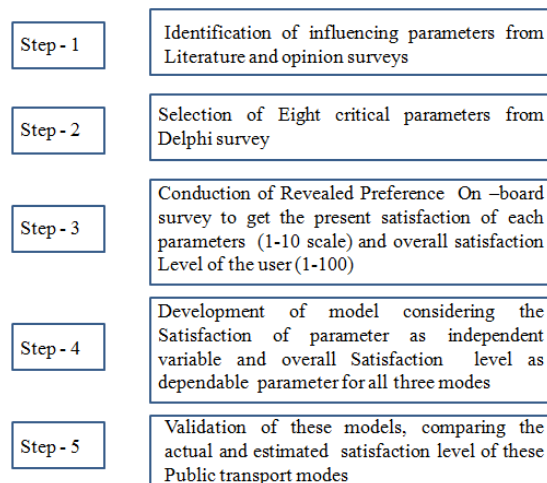 Step - 1
Identification of influencing parameters from
Literature and opinion surveys
Step - 2
Selection of Eight critical parameters from
Delphi survey
Step - 3
Conduction of Revealed Preference On –board
survey to get the present satisfaction of each
parameters (1-10 scale) and overall satisfaction
Level of the user (1-100)
Step - 4
Development of model considering the
Satisfaction of parameter as independent
variable and overall Satisfaction level as
dependable parameter for all three modes
Step - 5
Validation of these models, comparing the
actual and estimated satisfaction level of these
Public transport modes